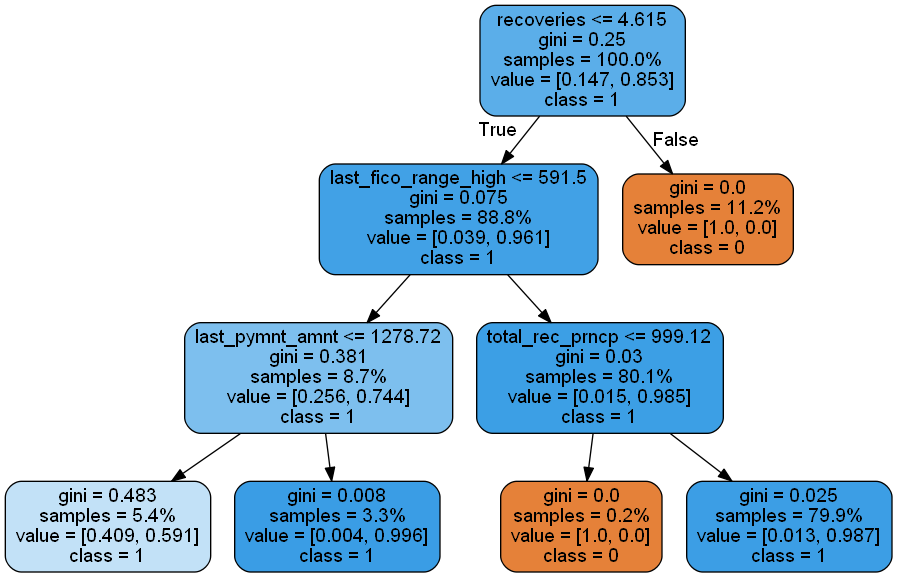 recoveries <= 4.615
gini = 0.25
samples = 100.0%
value = [0.147, 0.853]
class = 1
True
False
last_fico_range_high <= 591.5
gini = 0.075
samples = 88.8%
value = [0.039, 0.961]
class = 1
gini = 0.0
samples = 11.2%
value = [1.0, 0.0]
class = 0
last_pymnt_amnt <= 1278.72
gini = 0.381
samples = 8.7%
value = [0.256, 0.744]
class = 1
total_rec_prncp <= 999.12
gini = 0.03
samples = 80.1%
value = [0.015, 0.985]
class = 1
gini = 0.483
samples = 5.4%
value = [0.409, 0.591]
class = 1
gini = 0.008
samples = 3.3%
value = [0.004, 0.996]
class = 1
gini = 0.0
samples = 0.2%
value = [1.0, 0.0]
class = 0
gini = 0.025
samples = 79.9%
value = [0.013, 0.987]
class = 1